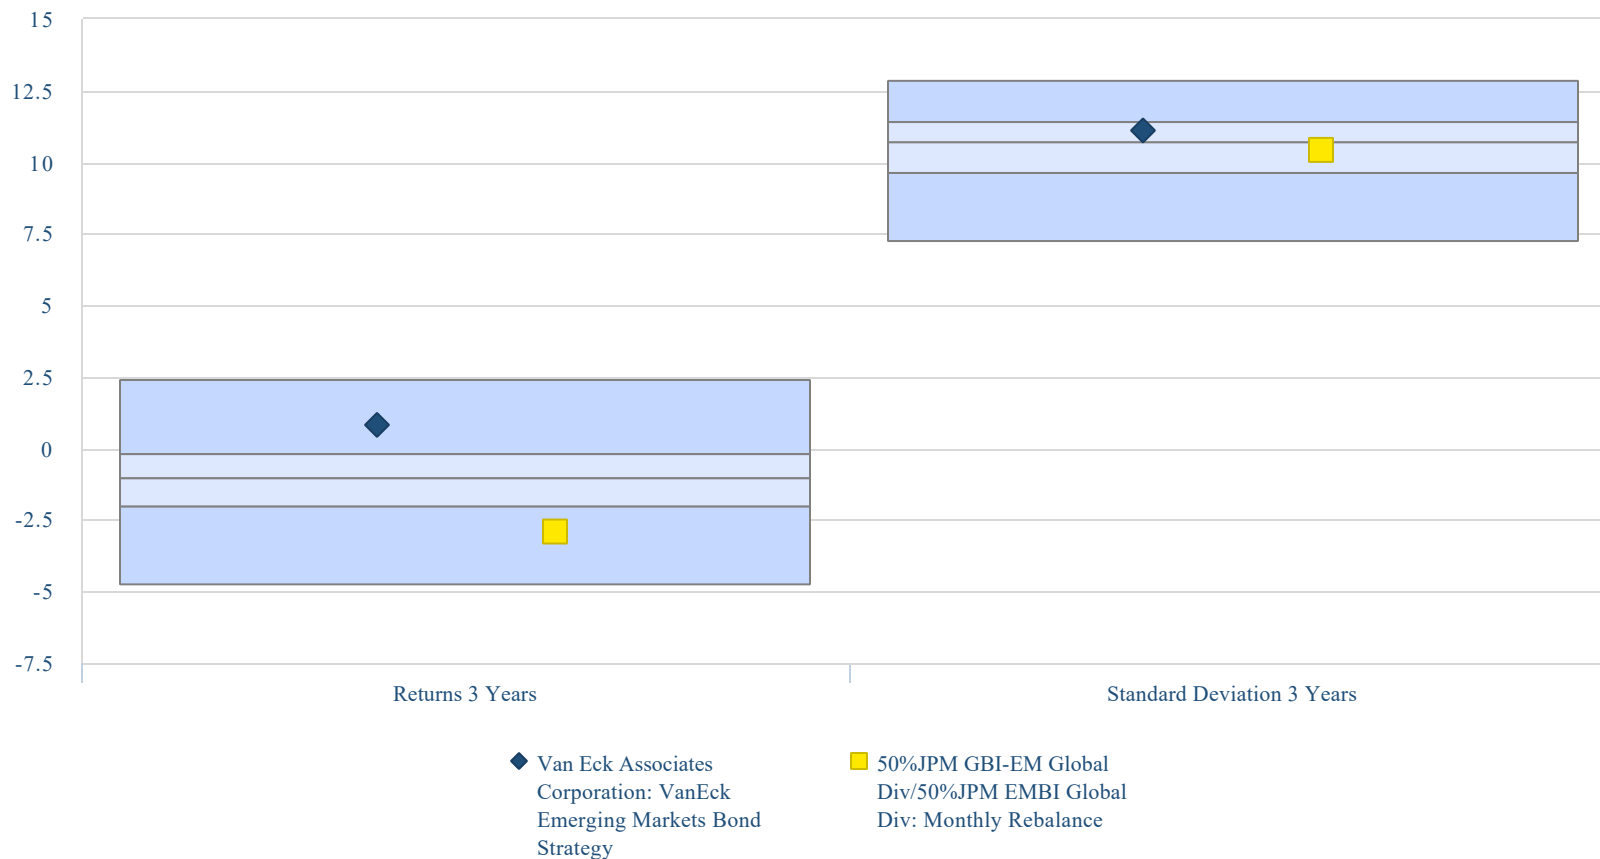 15
12.5
10
7.5
5
2.5
0
-2.5
-5
-7.5
Returns 3 Years
Standard Deviation 3 Years
Van Eck Associates
Corporation: VanEck
Emerging Markets Bond
Strategy
50%JPM GBI-EM Global
Div/50%JPM EMBI Global
Div: Monthly Rebalance